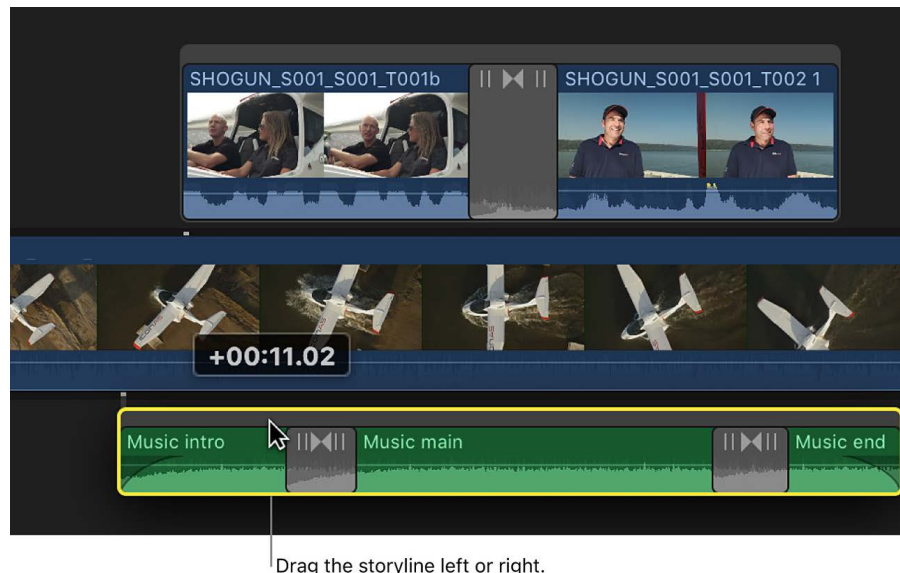 SHOGUN_S001_S001_T001b
SHOGUN_S001_S001_T002 1
+00:11.02
Music intro
Music main
Music end
Drag the storyline left or right.